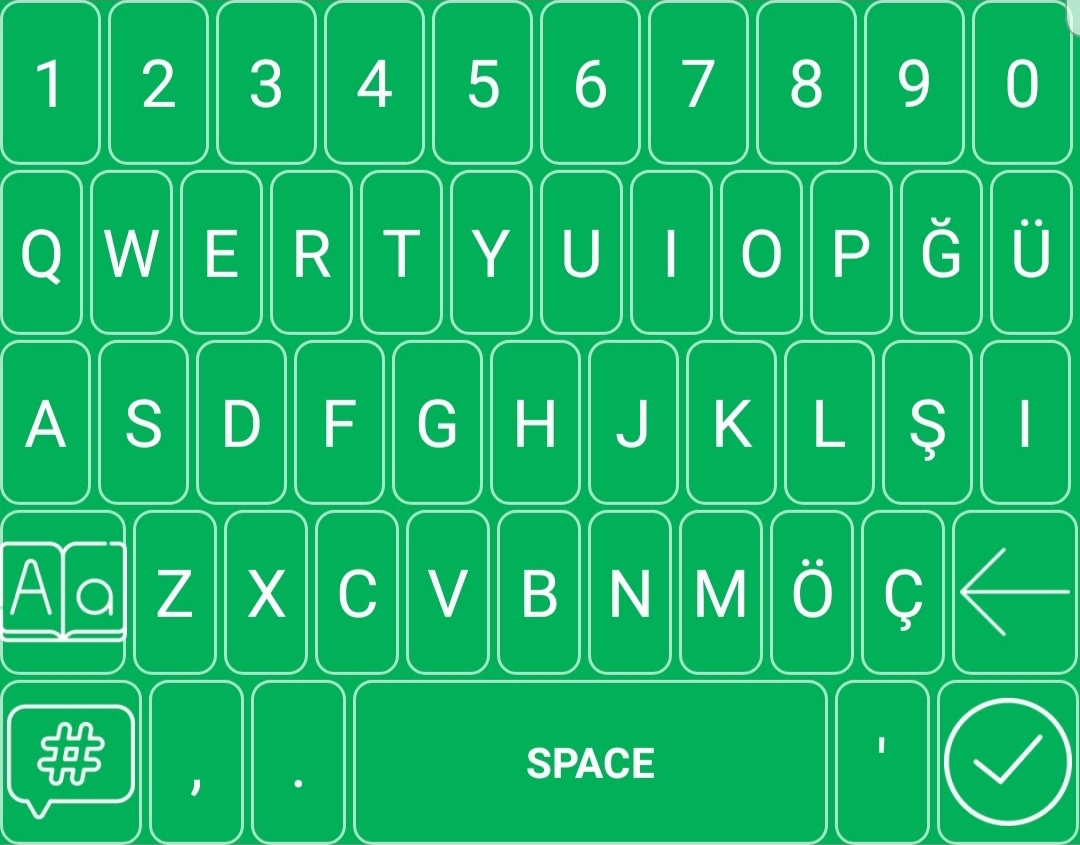 1 2 3 4 5 6 7 8 9 0
Q W E R T Y U I O P Ğ Ü
A S D F G H J K L Ş I
Aa Z X C V B N M Ö Ç
# , . SPACE '